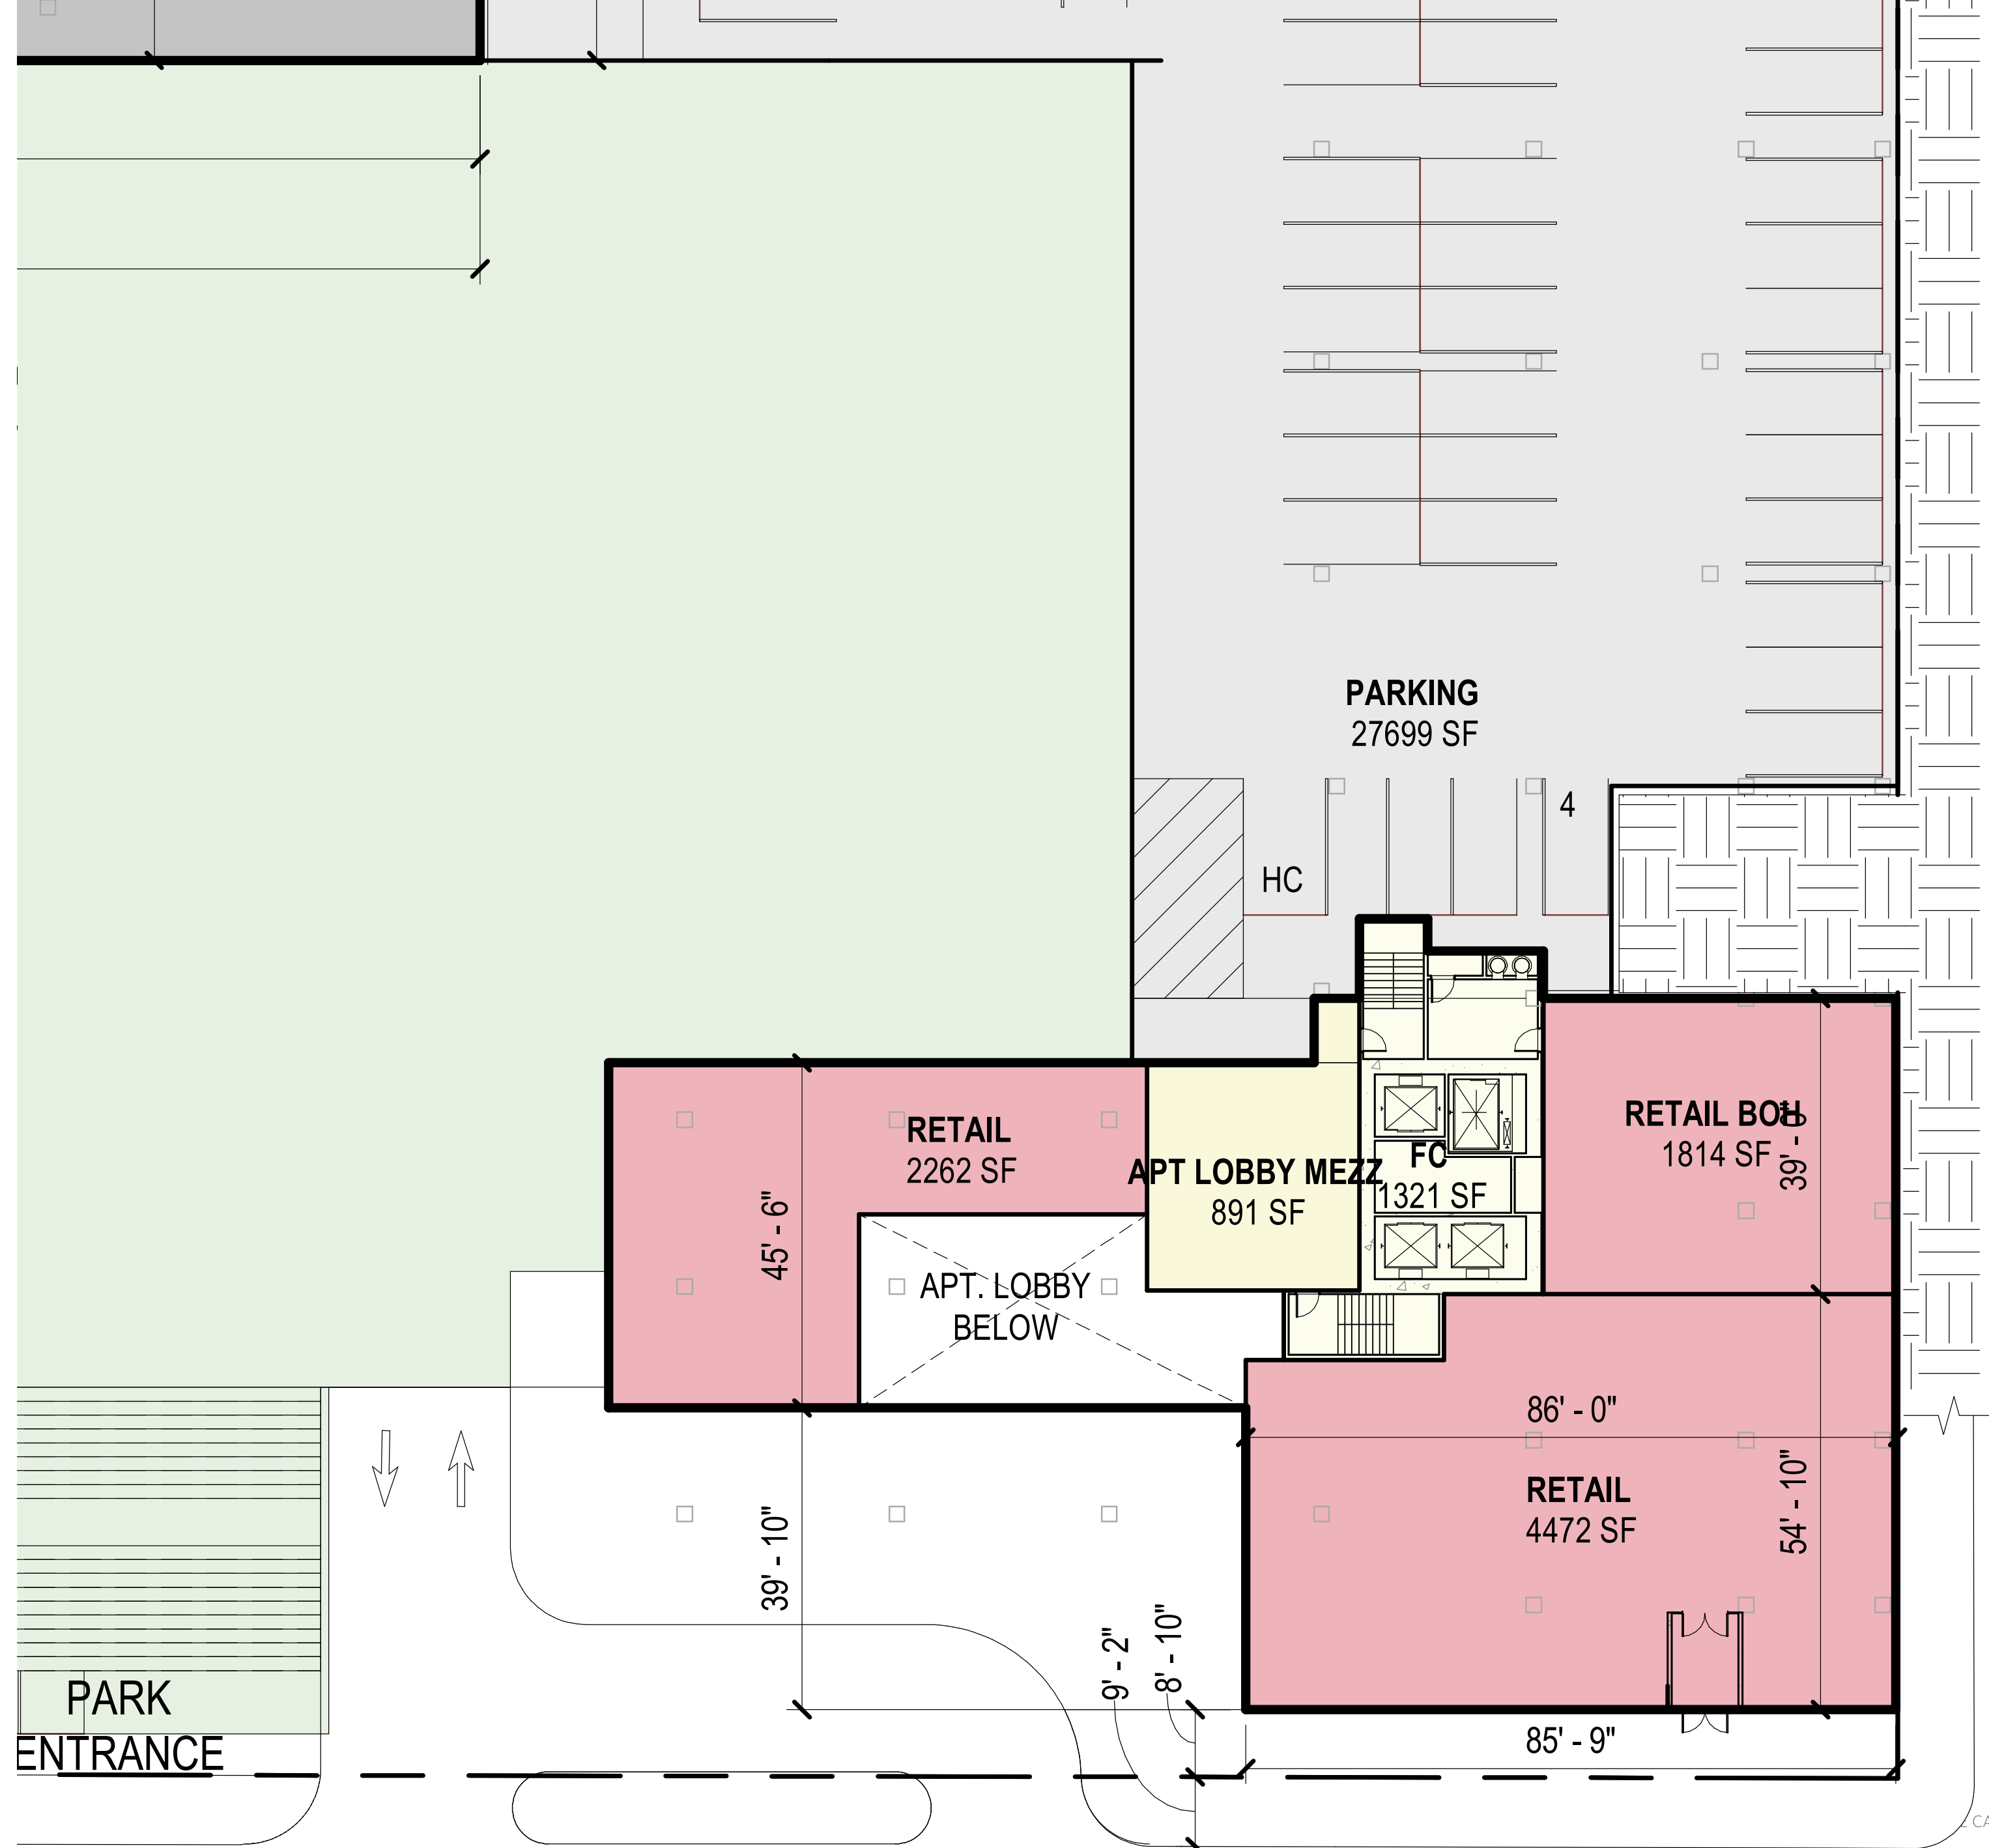 PARKING
27699 SF
4
HC
RETAIL
2262 SF
RETAIL BOH
1814 SF
39' - 0"
APT LOBBY MEZZ
891 SF
FC
1321 SF
45' - 6"
APT. LOBBY
BELOW
86' - 0"
RETAIL
4472 SF
54' - 10"
39' - 10"
9' - 2"
8' - 10"
PARK
ENTRANCE
85' - 9"